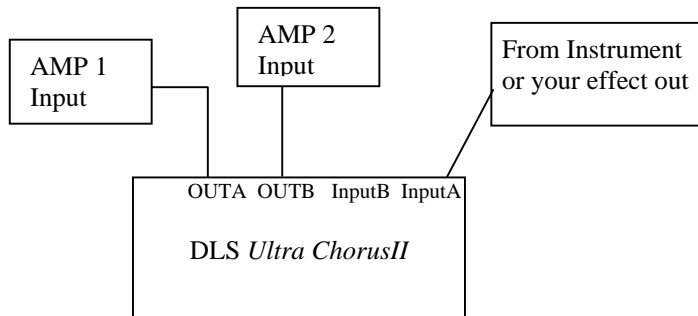 AMP 1
Input
AMP 2
Input
From Instrument
or your effect out
OUTA OUTB InputB InputA
DLS Ultra ChorusII